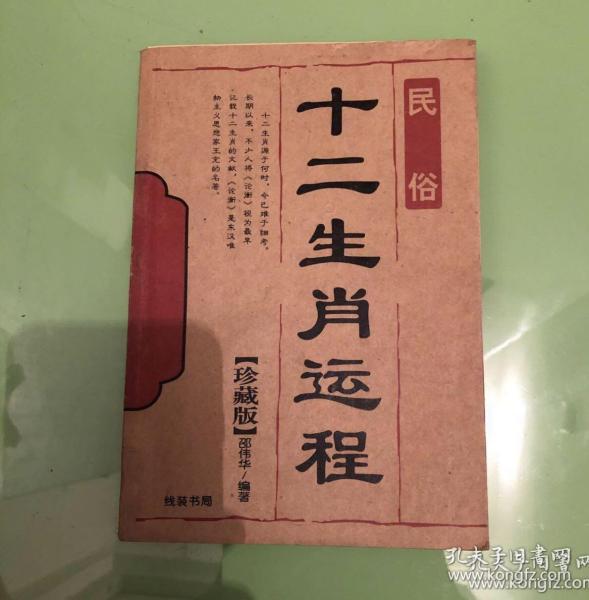 民俗
十二生肖运程
十二生肖源于何时，今已难于细考。
长期以来，不少人将《论衡》视为最早
记载十二生肖的文献，《论衡》是东汉唯
物主义思想家王充的名著。
【珍藏版】
邵伟华/编著
线装书局
孔夫子旧书网
www.kongfz.com